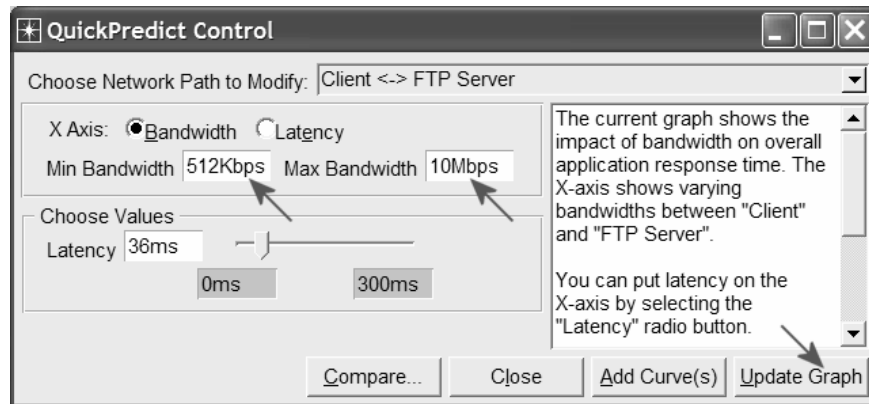 QuickPredict Control
Choose Network Path to Modify: Client <-> FTP Server
X Axis: Bandwidth Latency
Min Bandwidth 512Kbps Max Bandwidth 10Mbps
Choose Values
Latency 36ms
0ms 300ms
The current graph shows the
impact of bandwidth on overall
application response time. The
X-axis shows varying
bandwidths between "Client"
and "FTP Server".
You can put latency on the
X-axis by selecting the
"Latency" radio button.
Compare... Close Add Curve(s) Update Graph